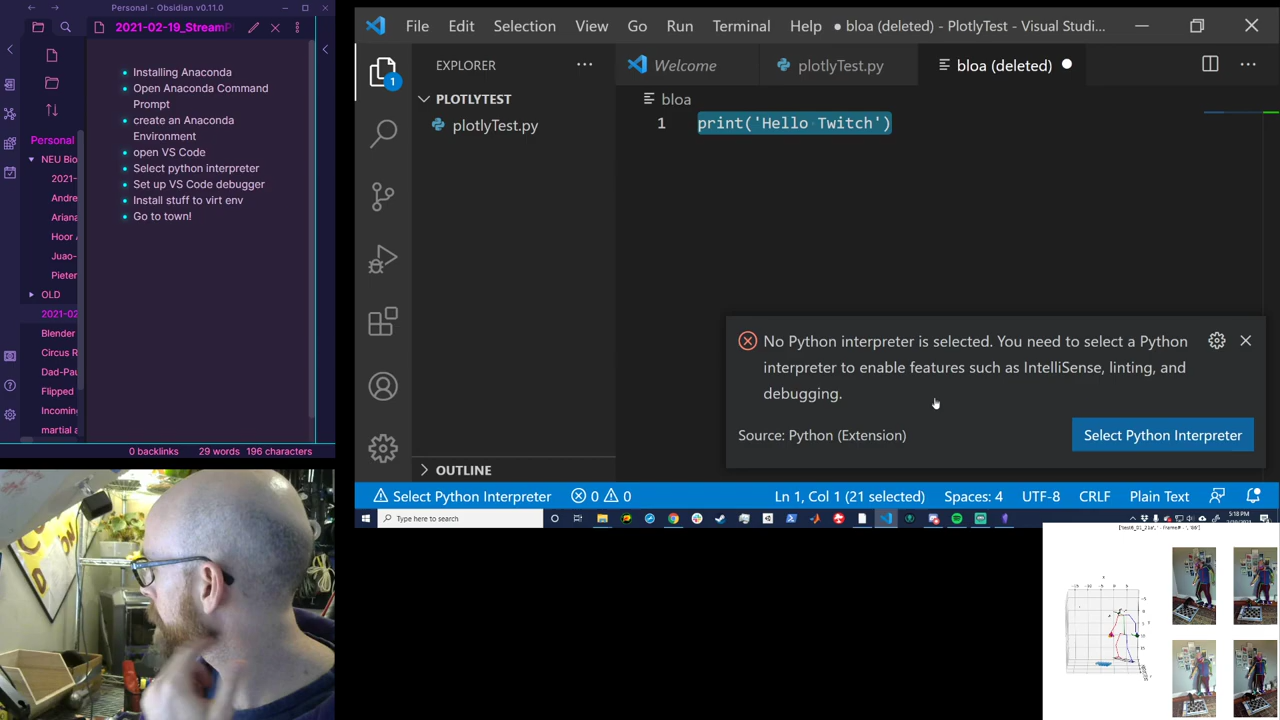 Personal - Obsidian v0.11.0
2021-02-19_StreamP
Installing Anaconda
Open Anaconda Command
Prompt
create an Anaconda
Environment
open VS Code
Select python interpreter
Set up VS Code debugger
Install stuff to virt env
Go to town!
Personal
NEU Bio
2021-
Andre
Ariana
Hoor
Juao-
Pieter
OLD
2021-02
Blender
Circus R
Dad-Pau
Flipped
Incoming
martial a
0 backlinks 29 words 196 characters
File Edit Selection View Go Run Terminal Help ● bloa (deleted) - PlotlyTest - Visual Studi...
1
EXPLORER ...
PLOTLYTEST
plotlyTest.py
OUTLINE
Welcome plotlyTest.py bloa (deleted) ●
bloa
1 print('Hello Twitch')
No Python interpreter is selected. You need to select a Python
interpreter to enable features such as IntelliSense, linting, and
debugging.
Source: Python (Extension) Select Python Interpreter
Select Python Interpreter 0 0 Ln 1, Col 1 (21 selected) Spaces: 4 UTF-8 CRLF Plain Text
Type here to search
5:18 PM